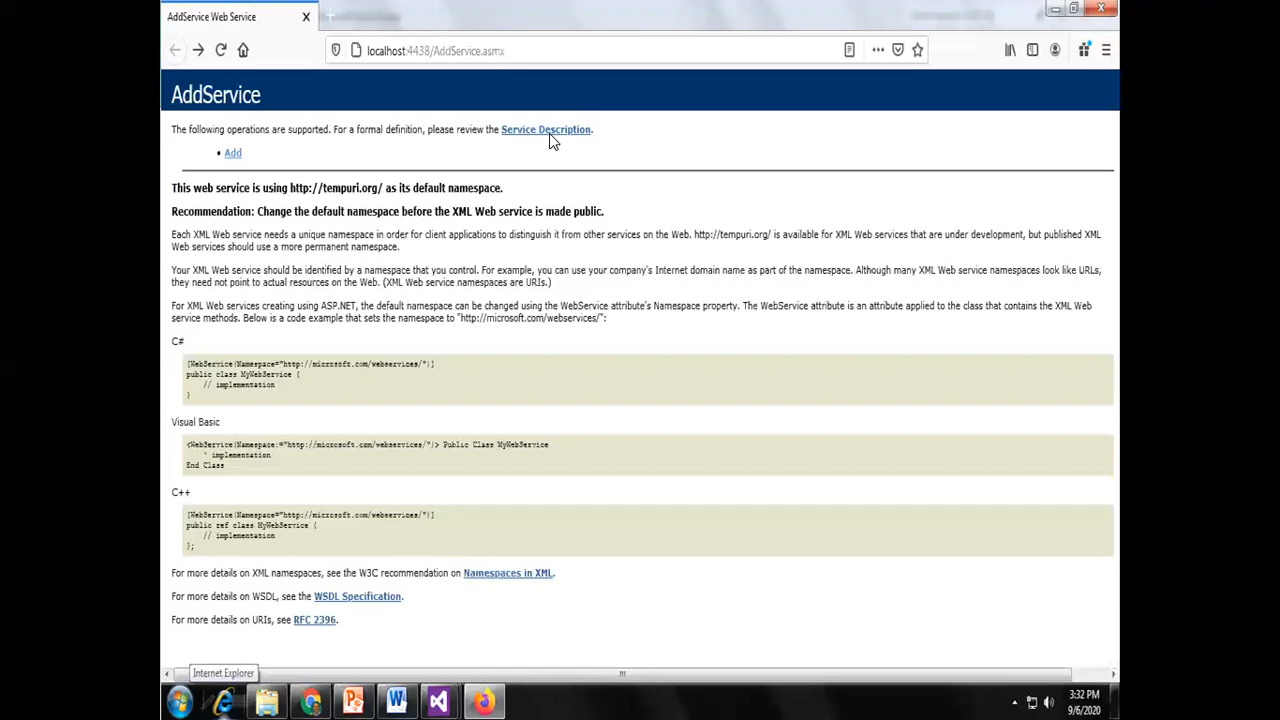 AddService Web Service
localhost:4438/AddService.asmx
AddService
The following operations are supported. For a formal definition, please review the Service Description.
• Add
This web service is using http://tempuri.org/ as its default namespace.
Recommendation: Change the default namespace before the XML Web service is made public.
Each XML Web service needs a unique namespace in order for client applications to distinguish it from other services on the Web. http://tempuri.org/ is available for XML Web services that are under development, but published XML
Web services should use a more permanent namespace.
Your XML Web service should be identified by a namespace that you control. For example, you can use your company's Internet domain name as part of the namespace. Although many XML Web service namespaces look like URLs,
they need not point to actual resources on the Web. (XML Web service namespaces are URIs.)
For XML Web services creating using ASP.NET, the default namespace can be changed using the WebService attribute's Namespace property. The WebService attribute is an attribute applied to the class that contains the XML Web
service methods. Below is a code example that sets the namespace to "http://microsoft.com/webservices/":
C#
[WebService(Namespace="http://microsoft.com/webservices/")]
public class MyWebService {
// implementation
}
Visual Basic
<WebService(Namespace:="http://microsoft.com/webservices/")> Public Class MyWebService
' implementation
End Class
C++
[WebService(Namespace="http://microsoft.com/webservices/")]
public ref class MyWebService {
// implementation
};
For more details on XML namespaces, see the W3C recommendation on Namespaces in XML.
For more details on WSDL, see the WSDL Specification.
For more details on URIs, see RFC 2396.
Internet Explorer
3:32 PM
9/6/2020